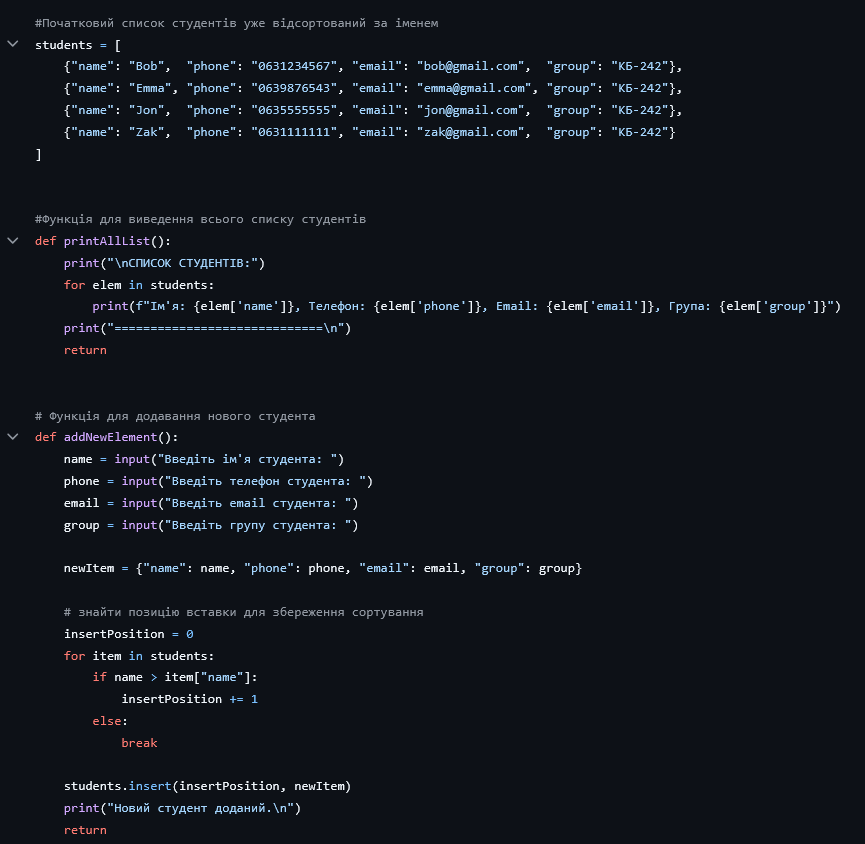 #Початковий список студентів уже відсортований за іменем
students = [
    {"name": "Bob",  "phone": "0631234567", "email": "bob@gmail.com",  "group": "КБ-242"},
    {"name": "Emma", "phone": "0639876543", "email": "emma@gmail.com", "group": "КБ-242"},
    {"name": "Jon",  "phone": "0635555555", "email": "jon@gmail.com",  "group": "КБ-242"},
    {"name": "Zak",  "phone": "0631111111", "email": "zak@gmail.com",  "group": "КБ-242"}
]
#Функція для виведення всього списку студентів
def printAllList():
    print("\nСПИСОК СТУДЕНТІВ:")
    for elem in students:
        print(f"Ім'я: {elem['name']}, Телефон: {elem['phone']}, Email: {elem['email']}, Група: {elem['group']}")
    print("=============================\n")
    return
# Функція для додавання нового студента
def addNewElement():
    name = input("Введіть ім'я студента: ")
    phone = input("Введіть телефон студента: ")
    email = input("Введіть email студента: ")
    group = input("Введіть групу студента: ")
    newItem = {"name": name, "phone": phone, "email": email, "group": group}
    # знайти позицію вставки для збереження сортування
    insertPosition = 0
    for item in students:
        if name > item["name"]:
            insertPosition += 1
        else:
            break
    students.insert(insertPosition, newItem)
    print("Новий студент доданий.\n")
    return